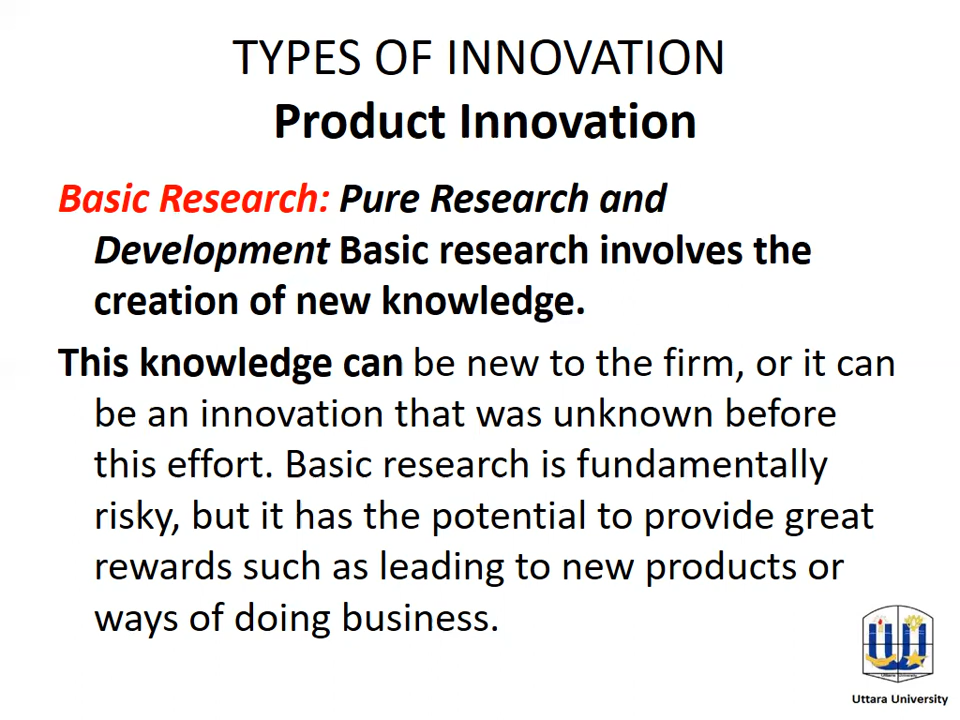 TYPES OF INNOVATION
Product Innovation
Basic Research: Pure Research and
Development Basic research involves the
creation of new knowledge.
This knowledge can be new to the firm, or it can
be an innovation that was unknown before
this effort. Basic research is fundamentally
risky, but it has the potential to provide great
rewards such as leading to new products or
ways of doing business.
UU
Uttara University
Uttara University